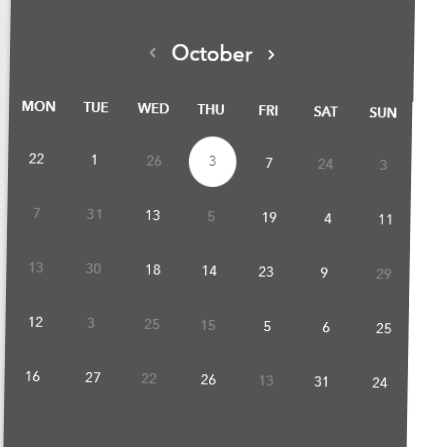 ‹ October ›
MON TUE WED THU FRI SAT SUN
22 1 26 3 7 24 3
7 31 13 5 19 4 11
13 30 18 14 23 9 29
12 3 25 15 5 6 25
16 27 22 26 13 31 24